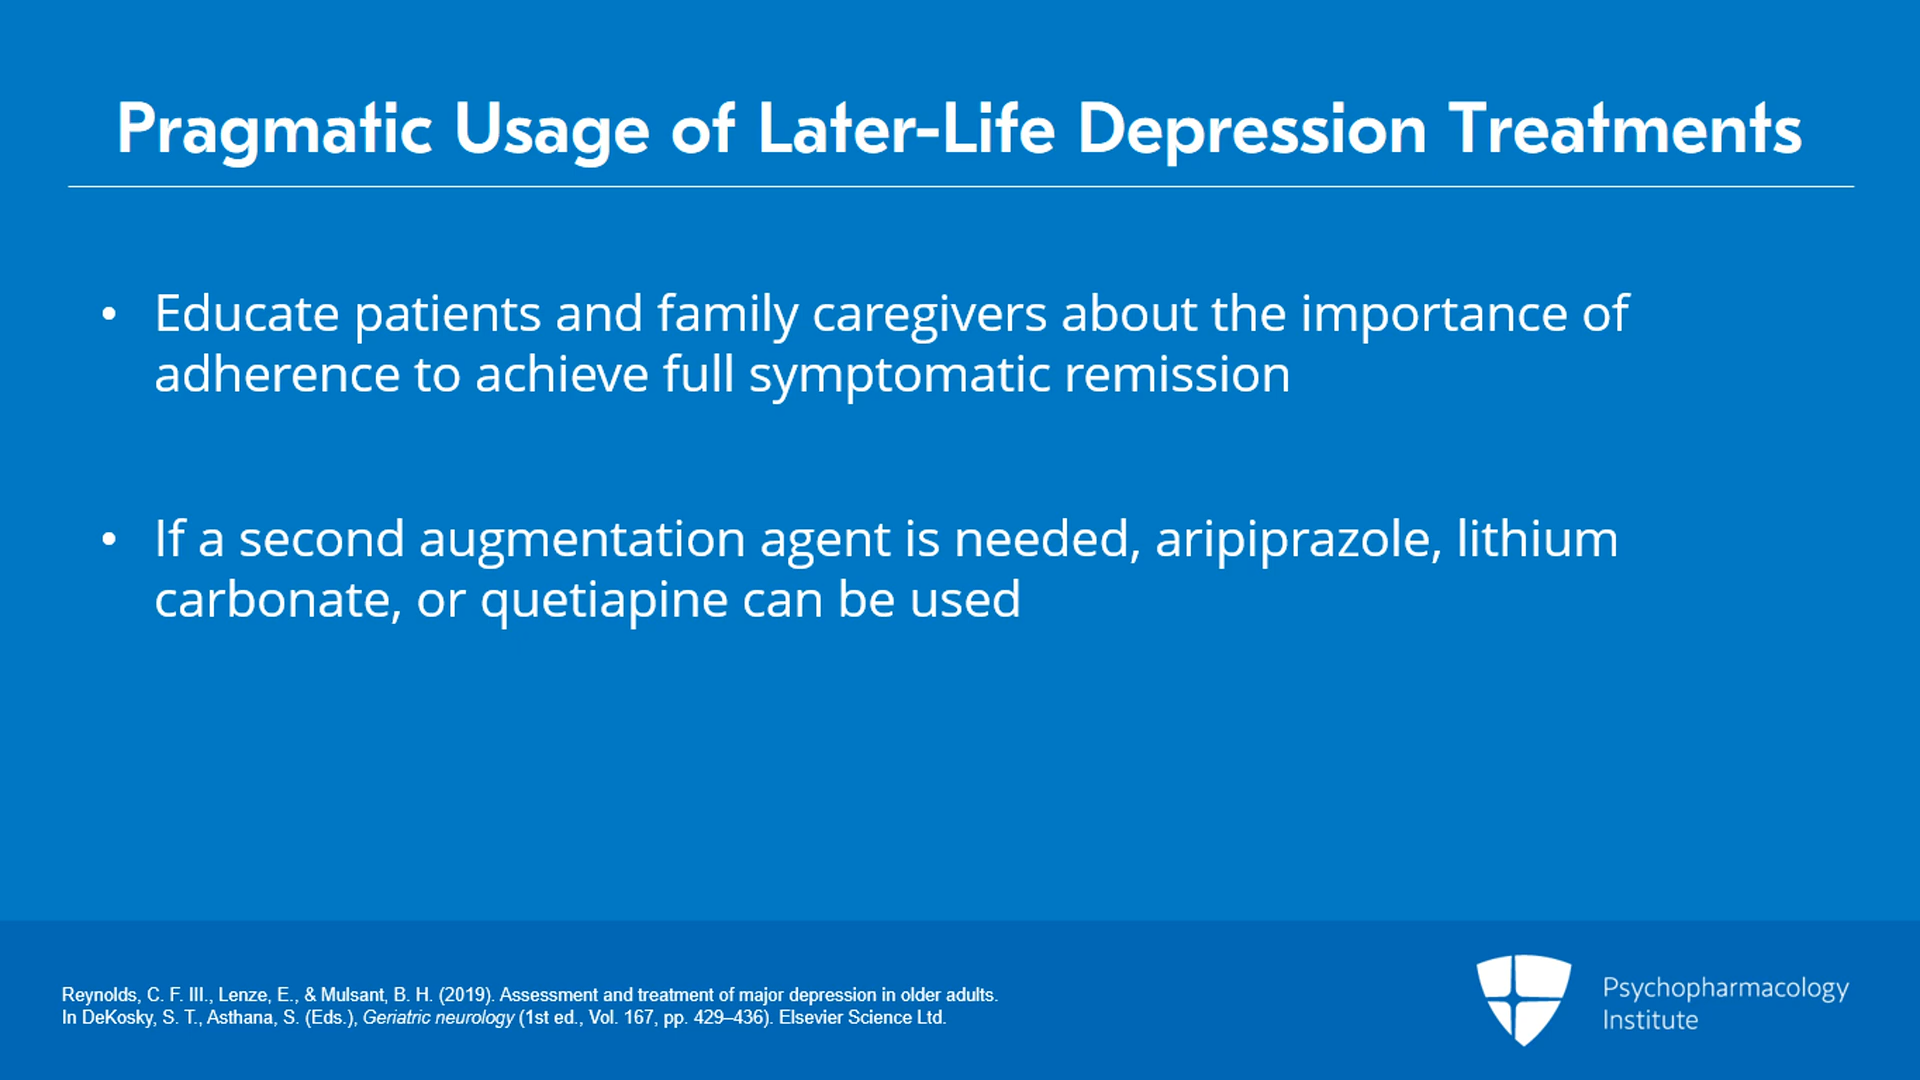 Pragmatic Usage of Later-Life Depression Treatments
• Educate patients and family caregivers about the importance of
adherence to achieve full symptomatic remission
• If a second augmentation agent is needed, aripiprazole, lithium
carbonate, or quetiapine can be used
Reynolds, C. F. III., Lenze, E., & Mulsant, B. H. (2019). Assessment and treatment of major depression in older adults.
In DeKosky, S. T., Asthana, S. (Eds.), Geriatric neurology (1st ed., Vol. 167, pp. 429–436). Elsevier Science Ltd.
Psychopharmacology
Institute